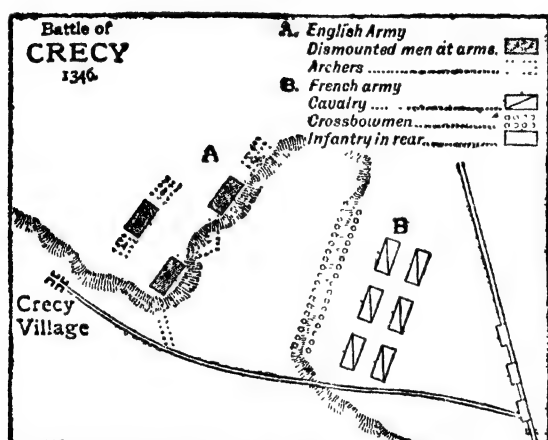 Battle of
CRECY
1346.
A. English Army
Dismounted men at arms.
Archers
B. French army
Cavalry
Crossbowmen
Infantry in rear
A
B
Crecy
Village